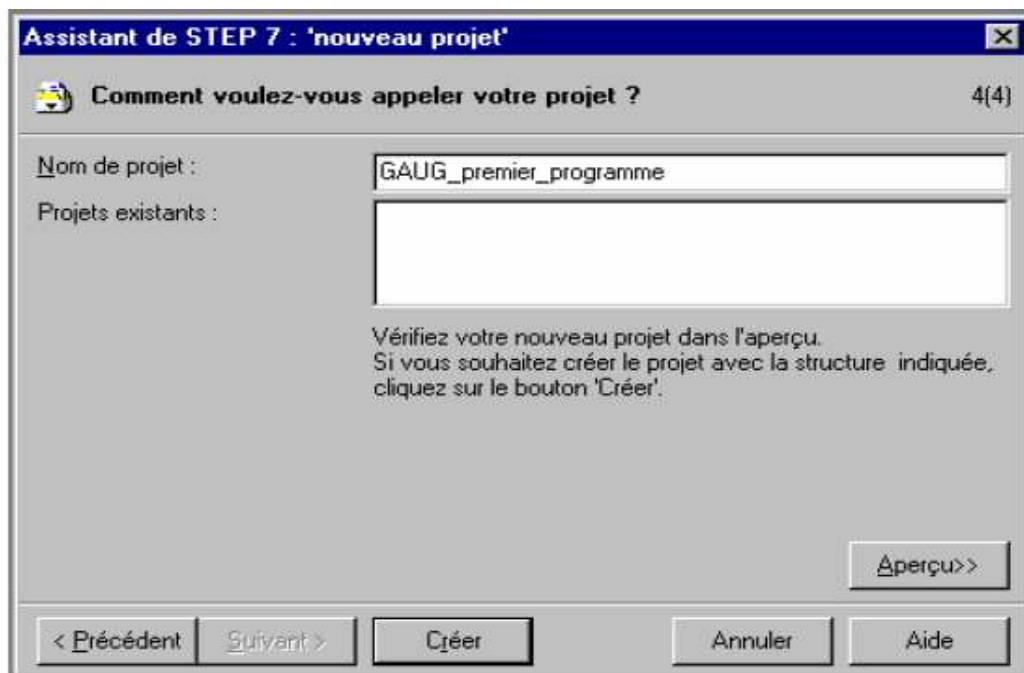 Assistant de STEP 7 : 'nouveau projet'
Comment voulez-vous appeler votre projet ? 4(4)
Nom de projet : GAUG_premier_programme
Projets existants :
Vérifiez votre nouveau projet dans l'aperçu.
Si vous souhaitez créer le projet avec la structure indiquée,
cliquez sur le bouton 'Créer'.
Aperçu>>
< Précédent Suivant > Créer Annuler Aide